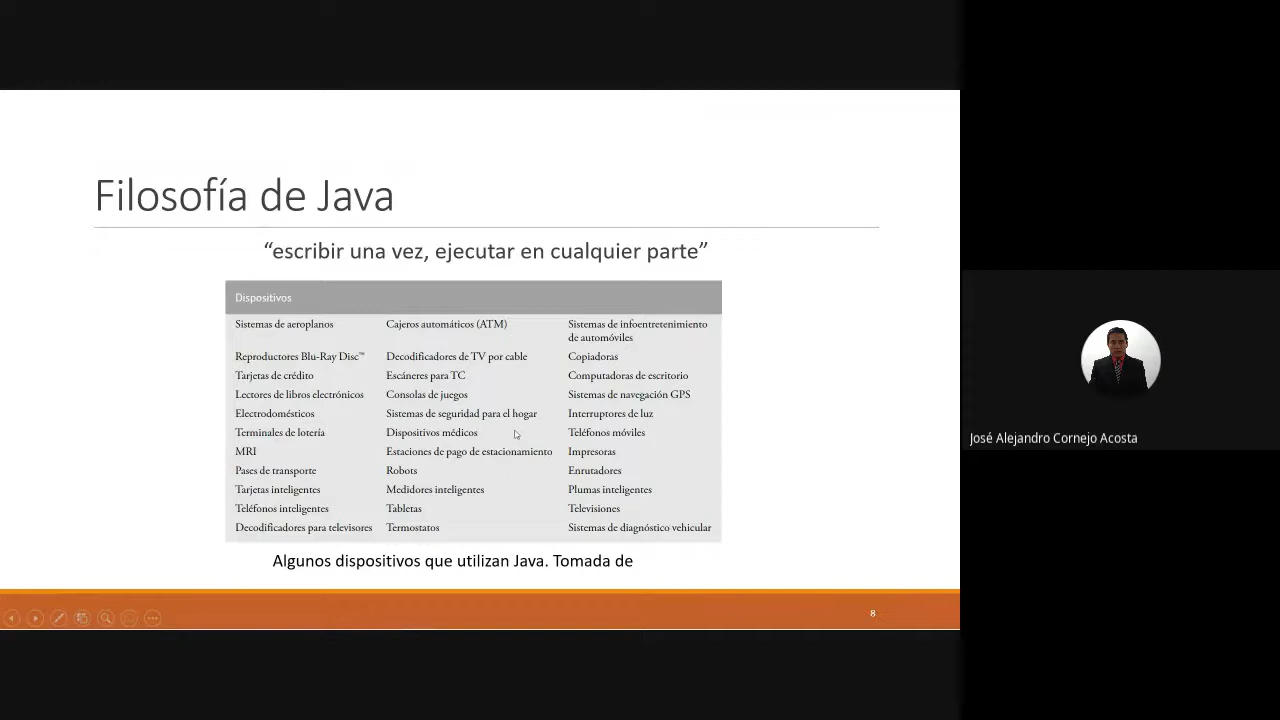 Filosofía de Java
“escribir una vez, ejecutar en cualquier parte”
Dispositivos
Sistemas de aeroplanos Cajeros automáticos (ATM) Sistemas de infoentretenimiento
de automóviles
Reproductores Blu-Ray Disc™ Decodificadores de TV por cable Copiadoras
Tarjetas de crédito Escáneres para TC Computadoras de escritorio
Lectores de libros electrónicos Consolas de juegos Sistemas de navegación GPS
Electrodomésticos Sistemas de seguridad para el hogar Interruptores de luz
Terminales de lotería Dispositivos médicos Teléfonos móviles
MRI Estaciones de pago de estacionamiento Impresoras
Pases de transporte Robots Enrutadores
Tarjetas inteligentes Medidores inteligentes Plumas inteligentes
Teléfonos inteligentes Tabletas Televisiones
Decodificadores para televisores Termostatos Sistemas de diagnóstico vehicular
Algunos dispositivos que utilizan Java. Tomada de
8
José Alejandro Cornejo Acosta